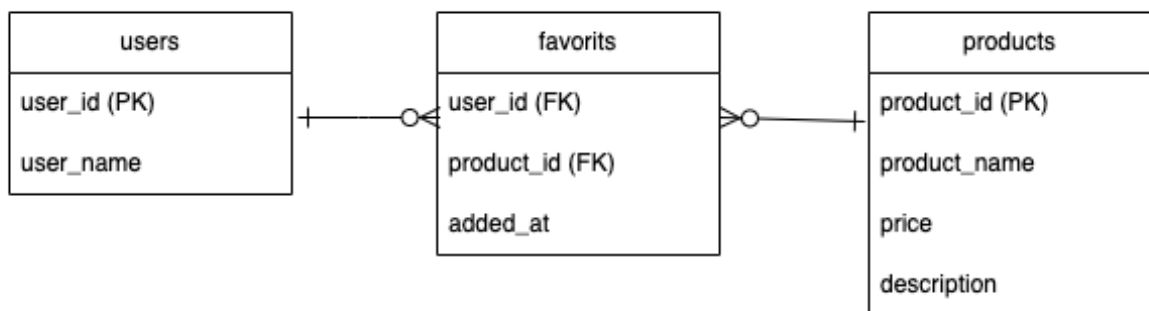 users
user_id (PK)
user_name
favorits
user_id (FK)
product_id (FK)
added_at
products
product_id (PK)
product_name
price
description